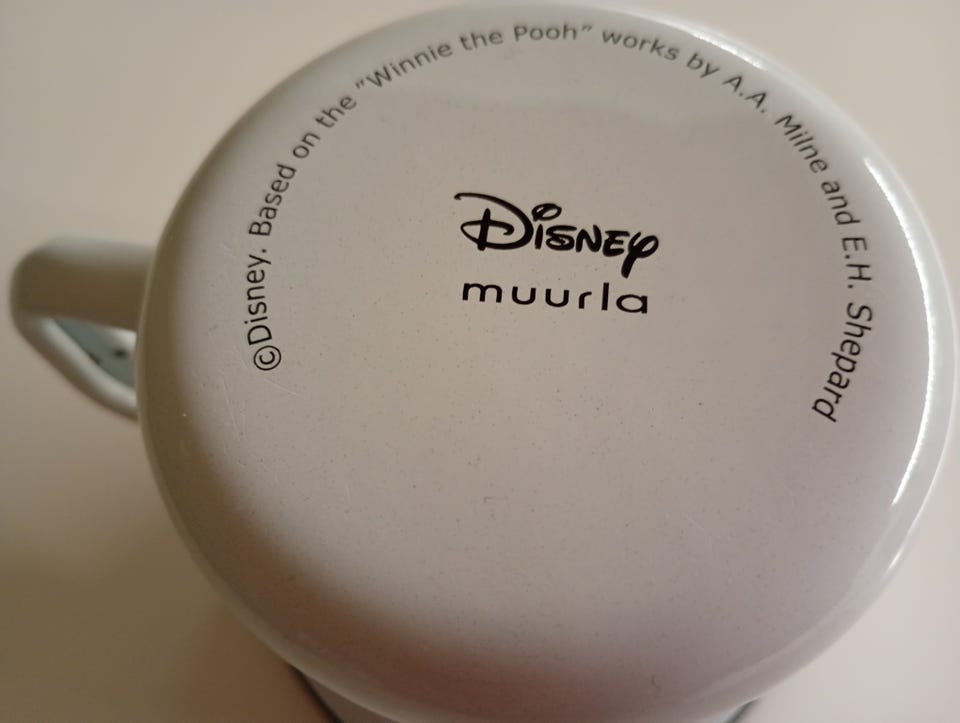 ©Disney. Based on the "Winnie the Pooh" works by A.A. Milne and E.H. Shepard
Disney
muurla